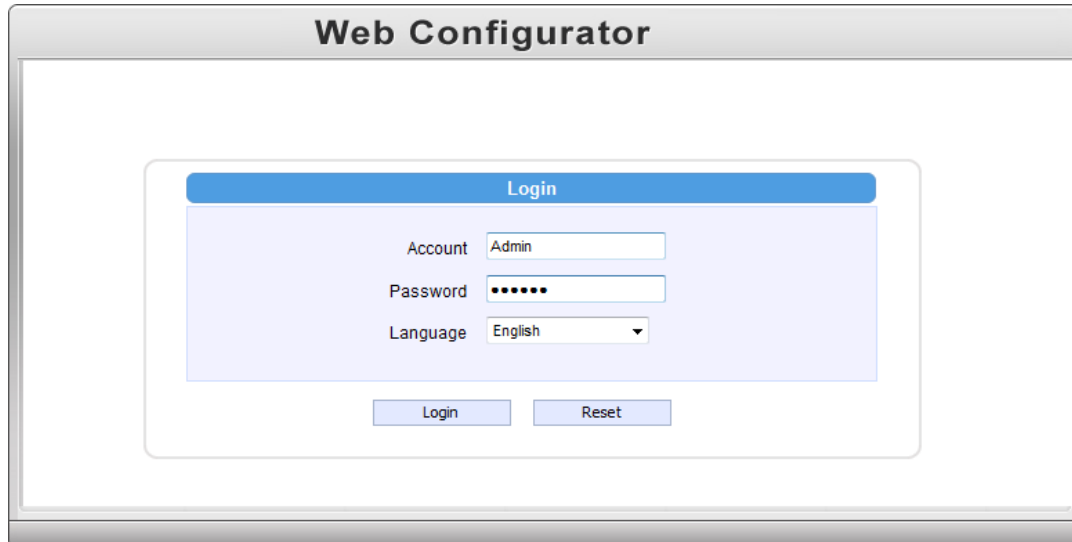 Web Configurator
Login
Account Admin
Password ••••••
Language English
Login Reset